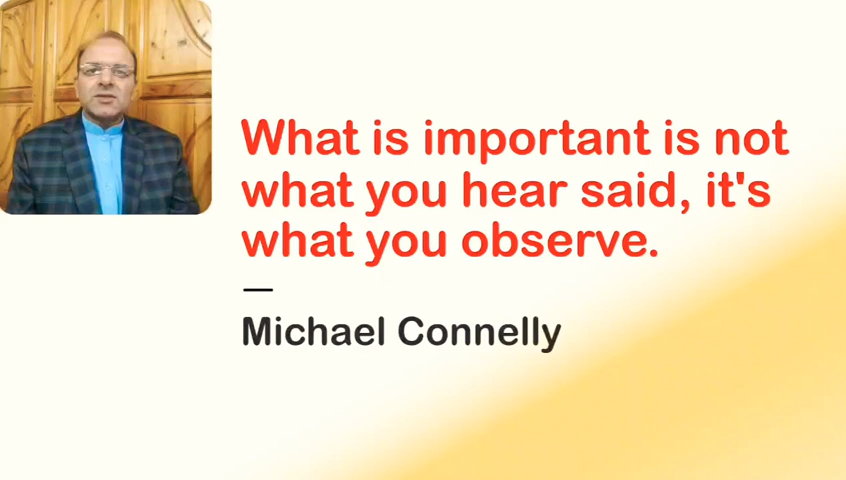 What is important is not
what you hear said, it's
what you observe.
—
Michael Connelly